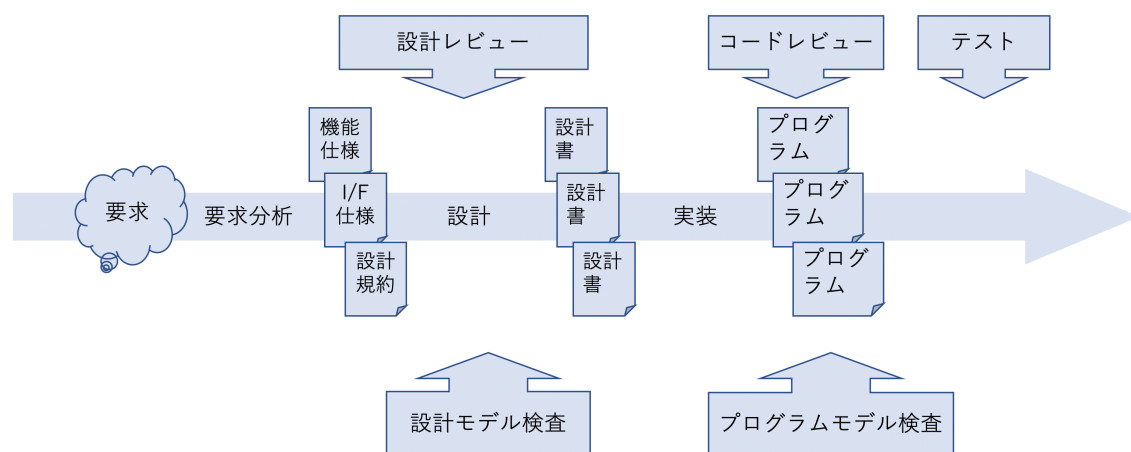 設計レビュー
コードレビュー
テスト
機能
仕様
設計
書
プログ
ラム
要求
要求分析
I/F
仕様
設計
設計
書
実装
プログ
ラム
設計
規約
設計
書
プログ
ラム
設計モデル検査
プログラムモデル検査